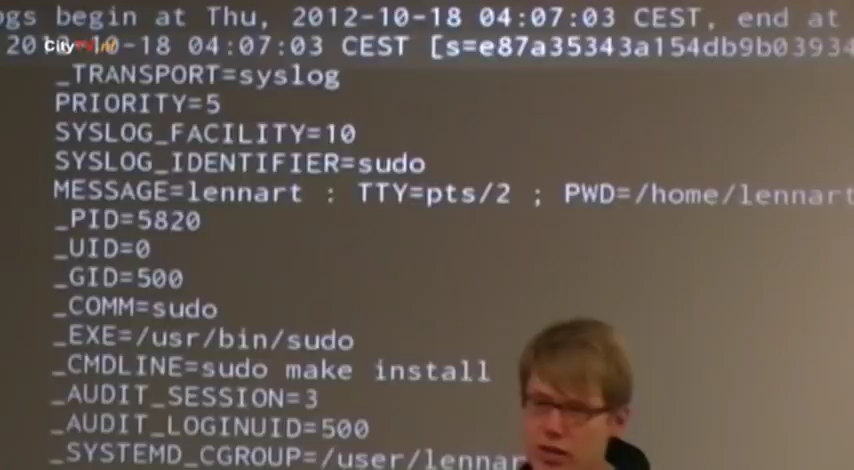 ogs begin at Thu, 2012-10-18 04:07:03 CEST, end at
-18 04:07:03 CEST [s=e87a35343a154db9b03934
CityTV.nl
_TRANSPORT=syslog
PRIORITY=5
SYSLOG_FACILITY=10
SYSLOG_IDENTIFIER=sudo
MESSAGE=lennart : TTY=pts/2 ; PWD=/home/lennart
_PID=5820
_UID=0
_GID=500
_COMM=sudo
_EXE=/usr/bin/sudo
_CMDLINE=sudo make install
_AUDIT_SESSION=3
_AUDIT_LOGINUID=500
_SYSTEMD_CGROUP=/user/lennar